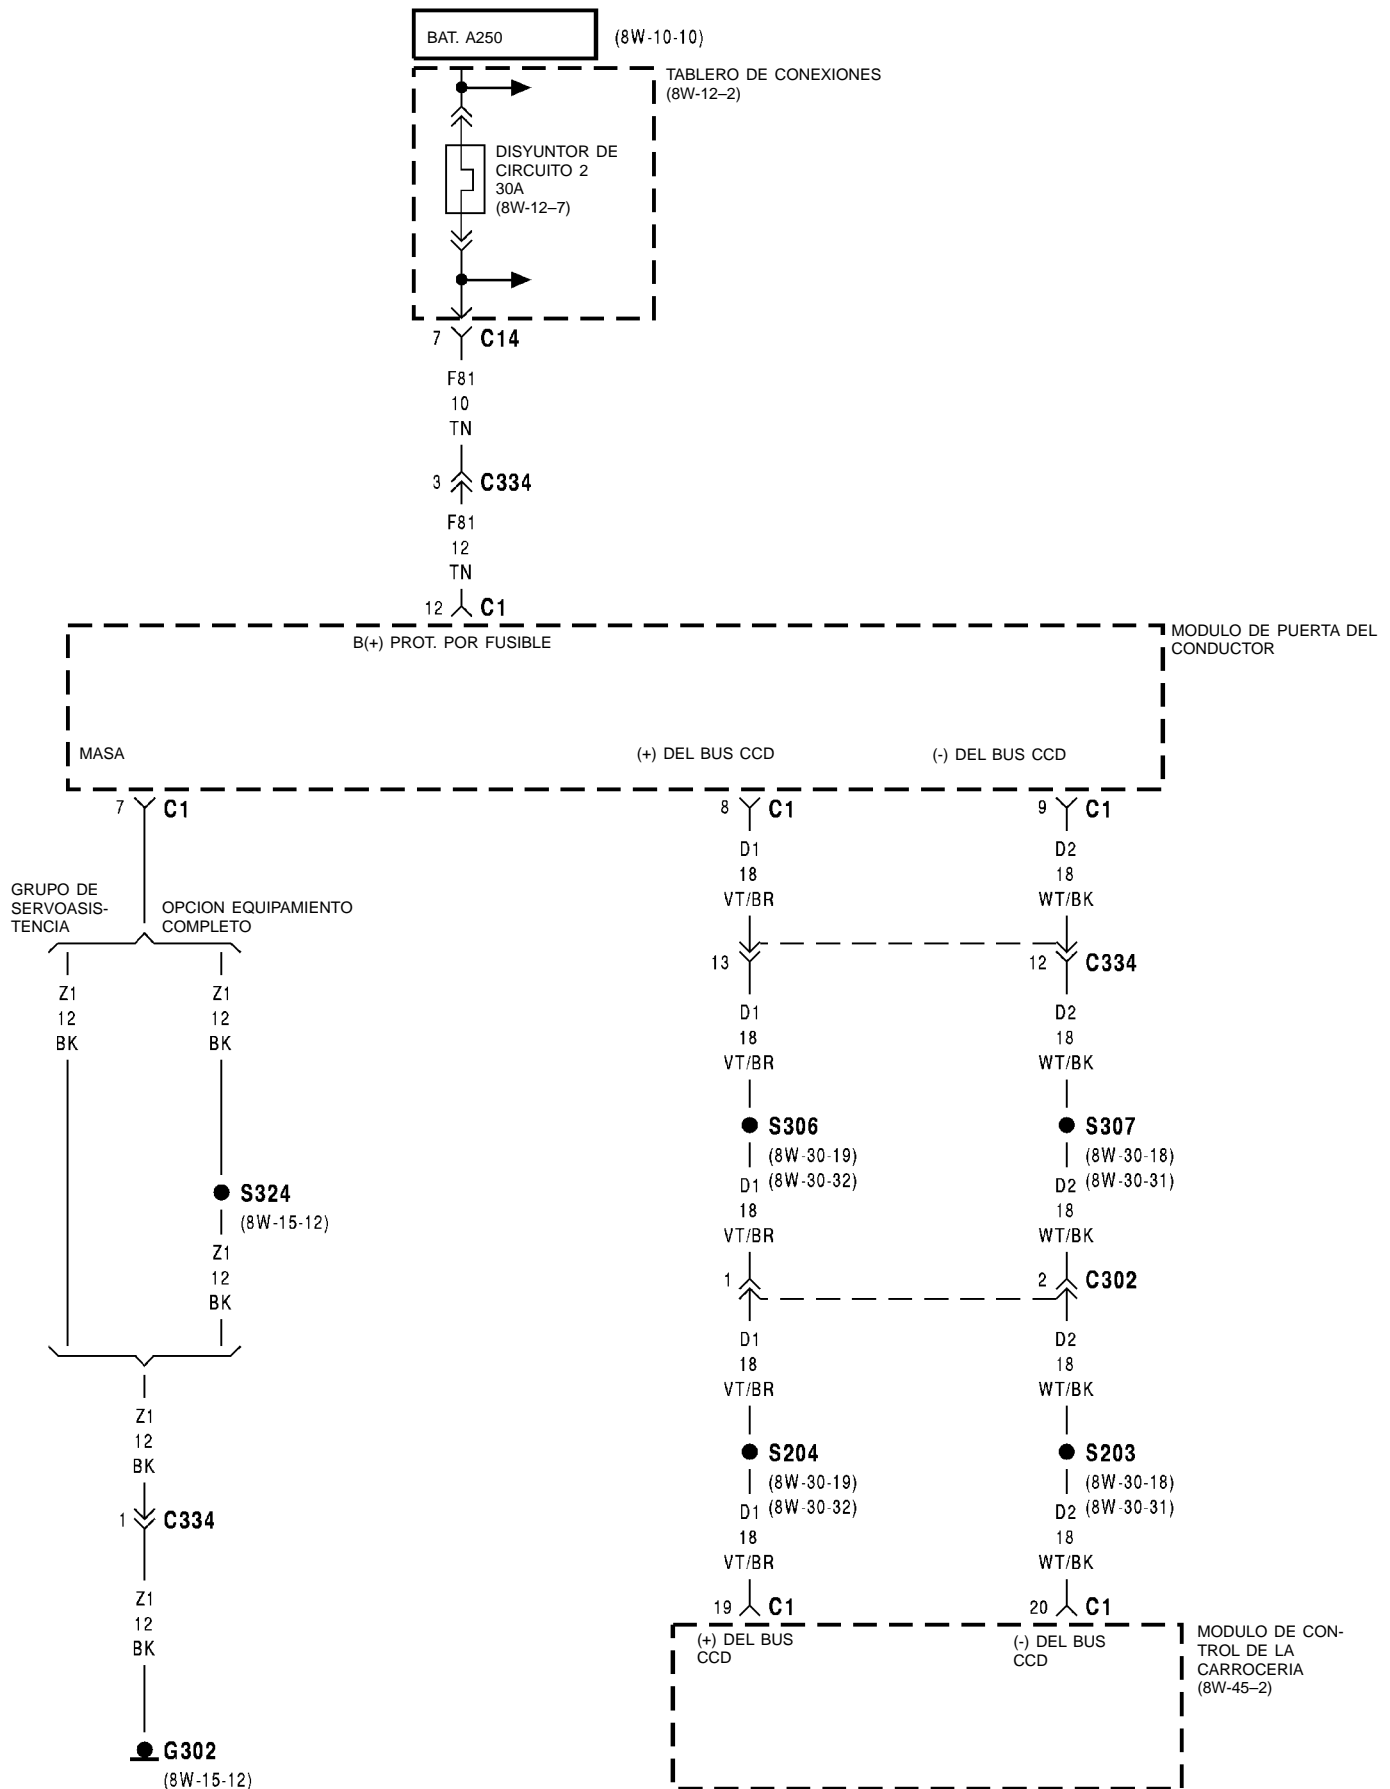 BAT. A250
(8W-10-10)
TABLERO DE CONEXIONES
(8W-12–2)
DISYUNTOR DE
CIRCUITO 2
30A
(8W-12–7)
7 C14
F81
10
TN
3 C334
F81
12
TN
12 C1
B(+) PROT. POR FUSIBLE
MODULO DE PUERTA DEL
CONDUCTOR
MASA
(+) DEL BUS CCD
(-) DEL BUS CCD
7 C1
8 C1
9 C1
GRUPO DE
SERVOASIS-
TENCIA
OPCION EQUIPAMIENTO
COMPLETO
Z1
12
BK
Z1
12
BK
S324
(8W-15-12)
Z1
12
BK
Z1
12
BK
1 C334
Z1
12
BK
G302
(8W-15-12)
D1
18
VT/BR
13
D1
18
VT/BR
S306
(8W-30-19)
(8W-30-32)
D1
18
VT/BR
1
D1
18
VT/BR
S204
(8W-30-19)
(8W-30-32)
D1
18
VT/BR
19 C1
D2
18
WT/BK
12 C334
D2
18
WT/BK
S307
(8W-30-18)
(8W-30-31)
D2
18
WT/BK
2 C302
D2
18
WT/BK
S203
(8W-30-18)
(8W-30-31)
D2
18
WT/BK
20 C1
(+) DEL BUS
CCD
(-) DEL BUS
CCD
MODULO DE CON-
TROL DE LA
CARROCERIA
(8W-45–2)